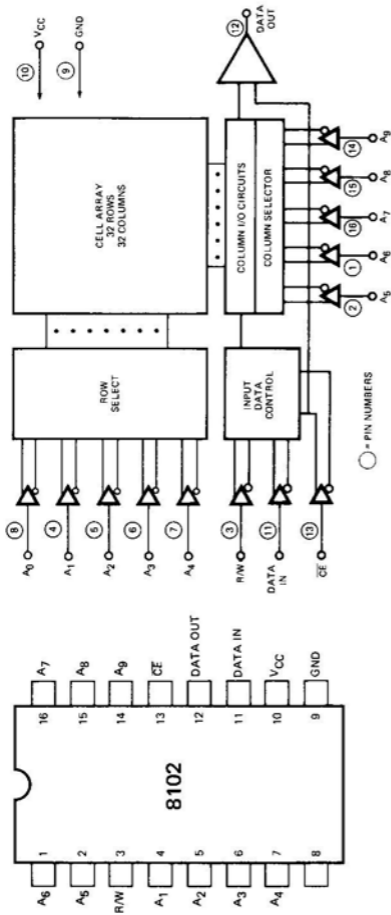 A₆ 1 16 A₇
A₅ 2 15 A₈
R/W 3 14 A₉
A₁ 4 13 C̅E̅
A₂ 5 12 DATA OUT
A₃ 6 11 DATA IN
A₄ 7 10 VCC
8 9 GND
8102
A₀ 8
A₁ 4
A₂ 5
A₃ 6
A₄ 7
ROW
SELECT
CELL ARRAY
32 ROWS
32 COLUMNS
10 VCC
9 GND
R/W 3
DATA
IN
11
C̅E̅ 13
INPUT
DATA
CONTROL
COLUMN I/O CIRCUITS
COLUMN SELECTOR
12
DATA
OUT
2 1 16 15 14
A₅ A₆ A₇ A₈ A₉
= PIN NUMBERS